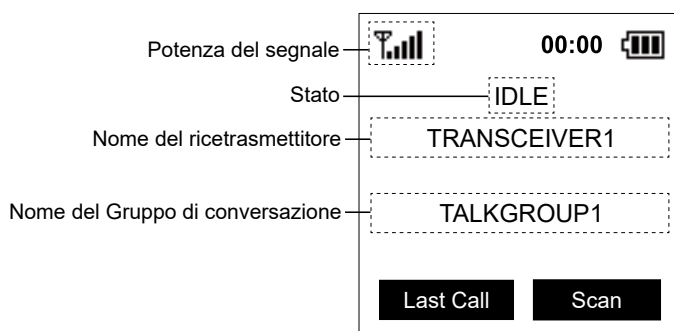 Potenza del segnale
00:00
Stato
IDLE
Nome del ricetrasmettitore
TRANSCEIVER1
Nome del Gruppo di conversazione
TALKGROUP1
Last Call
Scan